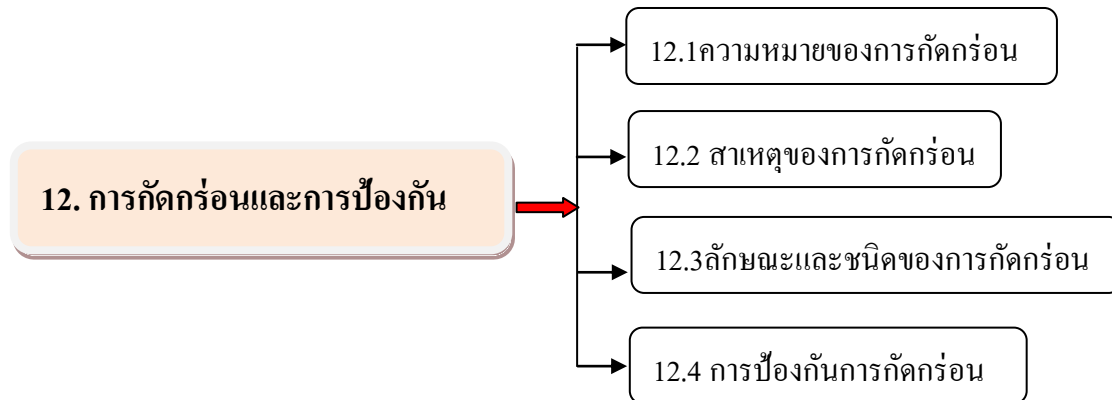 12.1ความหมายของการกัดกร่อน
12.2 สาเหตุของการกัดกร่อน
12. การกัดกร่อนและการป้องกัน
12.3ลักษณะและชนิดของการกัดกร่อน
12.4 การป้องกันการกัดกร่อน